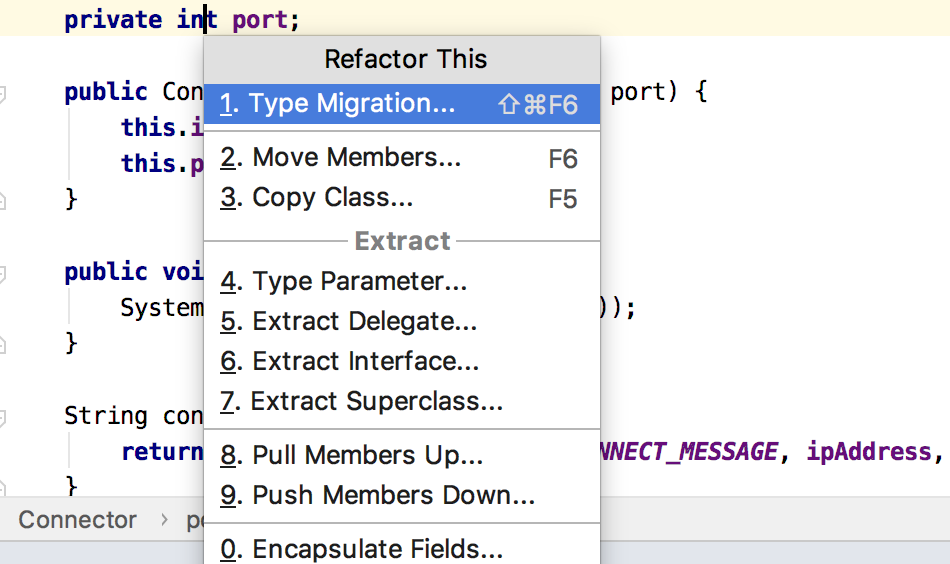 private int port;
Refactor This
public Con
port) {
1. Type Migration... ⇧⌘F6
this.i
2. Move Members... F6
this.p
3. Copy Class... F5
}
Extract
public voi
4. Type Parameter...
System
));
5. Extract Delegate...
}
6. Extract Interface...
7. Extract Superclass...
String con
return
NNECT_MESSAGE, ipAddress,
8. Pull Members Up...
}
9. Push Members Down...
Connector › po
0. Encapsulate Fields...